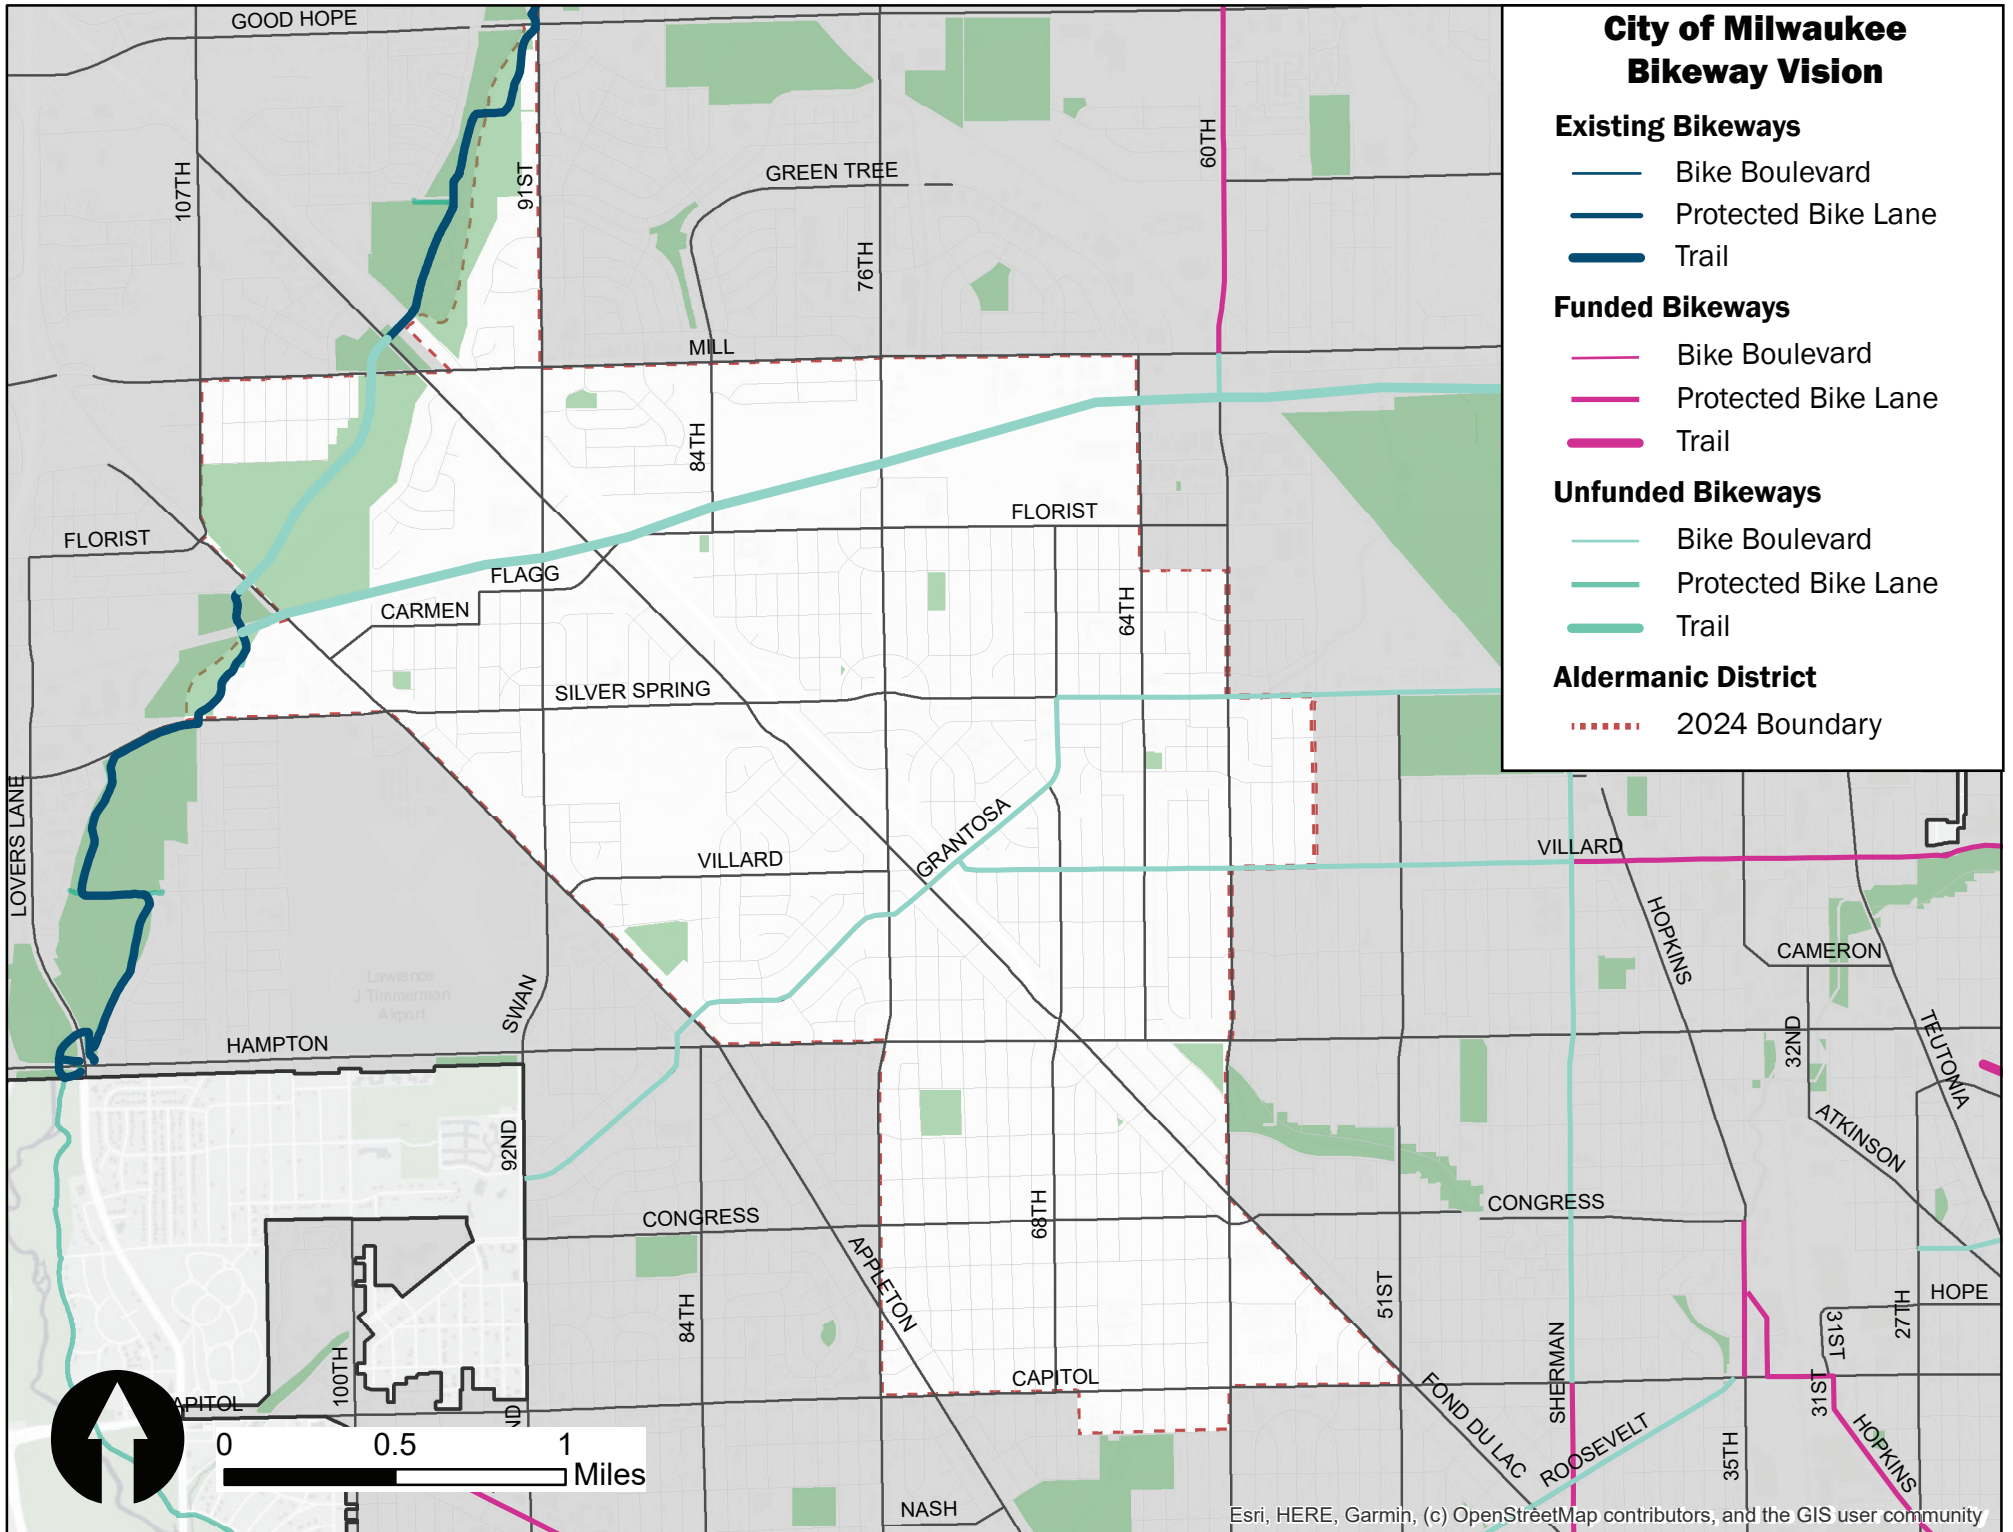 City of Milwaukee
Bikeway Vision
Existing Bikeways
Bike Boulevard
Protected Bike Lane
Trail
Funded Bikeways
Bike Boulevard
Protected Bike Lane
Trail
Unfunded Bikeways
Bike Boulevard
Protected Bike Lane
Trail
Aldermanic District
2024 Boundary
GOOD HOPE
107TH
91ST
60TH
GREEN TREE
76TH
MILL
84TH
FLORIST
FLORIST
FLAGG
CARMEN
64TH
SILVER SPRING
LOVERS LANE
GRANTOSA
VILLARD
VILLARD
HOPKINS
CAMERON
Lawrence
J Timmerman
Airport
SWAN
HAMPTON
32ND
TEUTONIA
92ND
ATKINSON
68TH
CONGRESS
CONGRESS
APPLETON
84TH
51ST
HOPE
27TH
31ST
SHERMAN
100TH
CAPITOL
APITOL
31ST
FOND DU LAC
ROOSEVELT
35TH
HOPKINS
ND
0 0.5 1
Miles
NASH
Esri, HERE, Garmin, (c) OpenStreetMap contributors, and the GIS user community